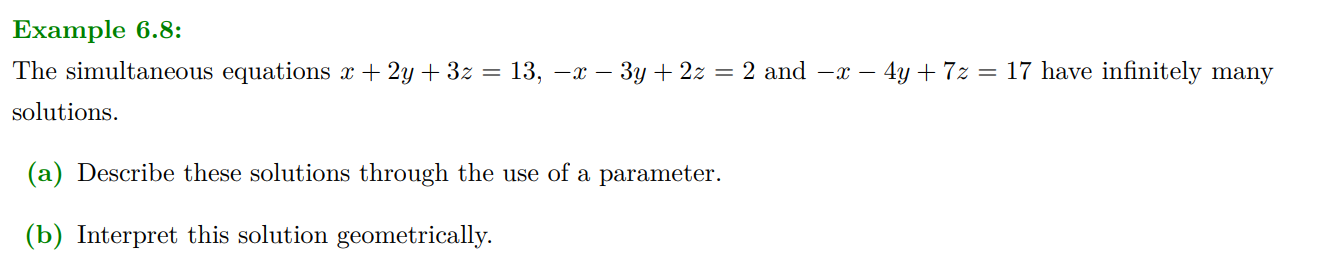 Example 6.8:
The simultaneous equations x + 2y + 3z = 13, −x − 3y + 2z = 2 and −x − 4y + 7z = 17 have infinitely many
solutions.
(a) Describe these solutions through the use of a parameter.
(b) Interpret this solution geometrically.